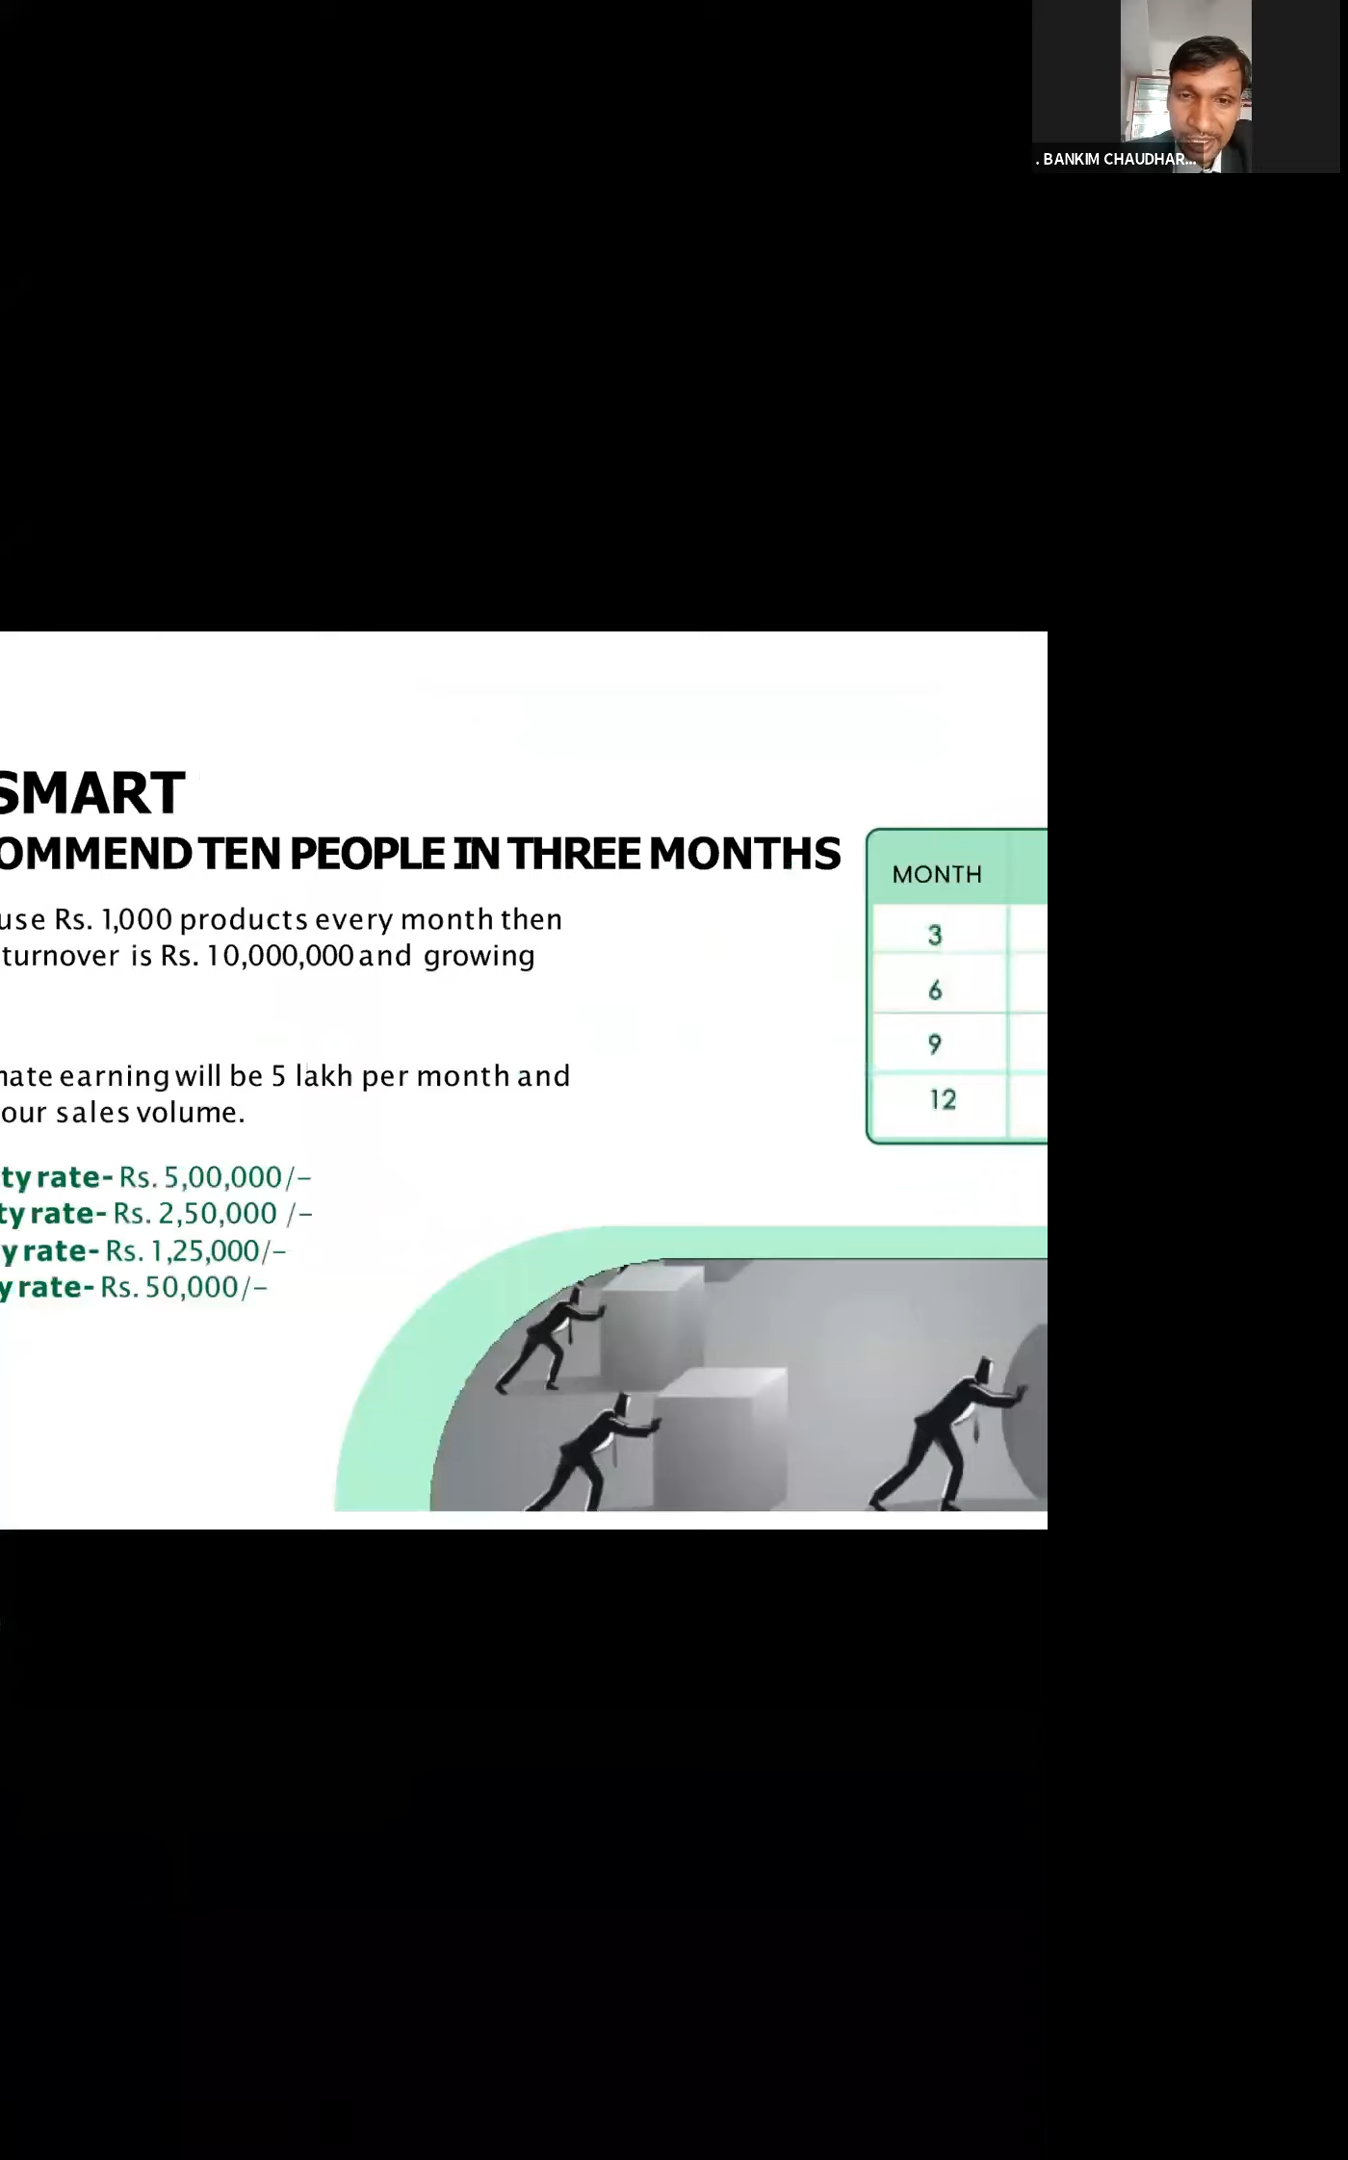 . BANKIM CHAUDHAR...
SMART
OMMEND TEN PEOPLE IN THREE MONTHS
use Rs. 1,000 products every month then
turnover is Rs. 10,000,000 and growing
nate earning will be 5 lakh per month and
our sales volume.
ty rate- Rs. 5,00,000/–
ty rate- Rs. 2,50,000 /–
y rate- Rs. 1,25,000/–
y rate- Rs. 50,000/–
MONTH
3
6
9
12